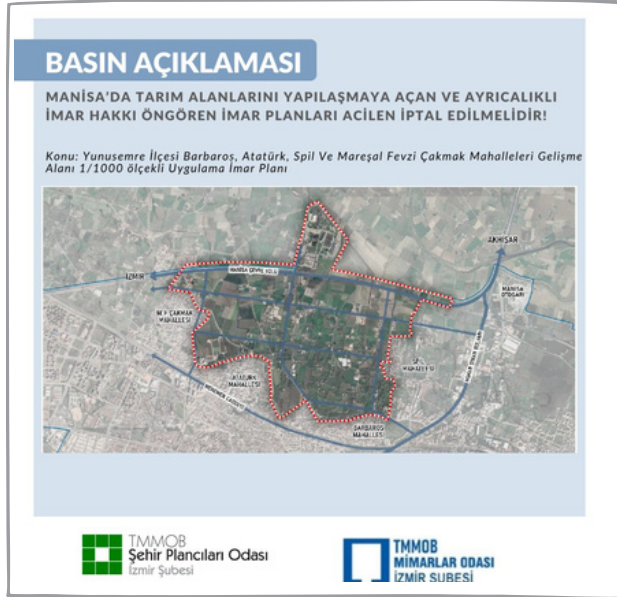 BASIN AÇIKLAMASI
MANİSA'DA TARIM ALANLARINI YAPILAŞMAYA AÇAN VE AYRICALIKLI
İMAR HAKKI ÖNGÖREN İMAR PLANLARI ACİLEN İPTAL EDİLMELİDİR!
Konu: Yunusemre İlçesi Barbaros, Atatürk, Spil Ve Mareşal Fevzi Çakmak Mahalleleri Gelişme
Alanı 1/1000 ölçekli Uygulama İmar Planı
AKHİSAR
İZMİR
MANİSA ÇEVRE YOLU
MANİSA
OTOGARI
ÇAKMAK
MAHALLESİ
SPİL
MAHALLESİ
ATATÜRK
MAHALLESİ
MENEMEN CADDESİ
BARBAROS
MAHALLESİ
TMMOB
Şehir Plancıları Odası
İzmir Şubesi
TMMOB
MİMARLAR ODASI
İZMİR ŞUBESİ